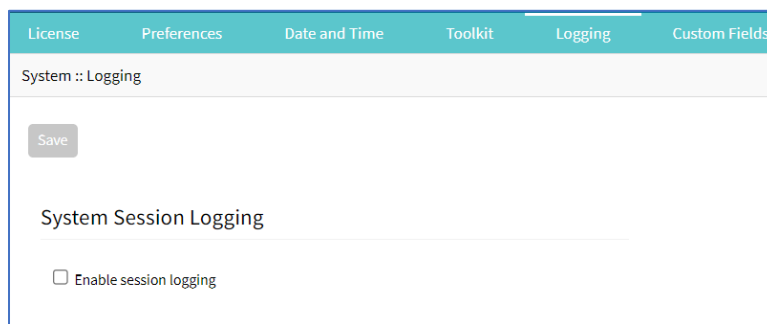 License Preferences Date and Time Toolkit Logging Custom Fields
System :: Logging
Save
System Session Logging
Enable session logging